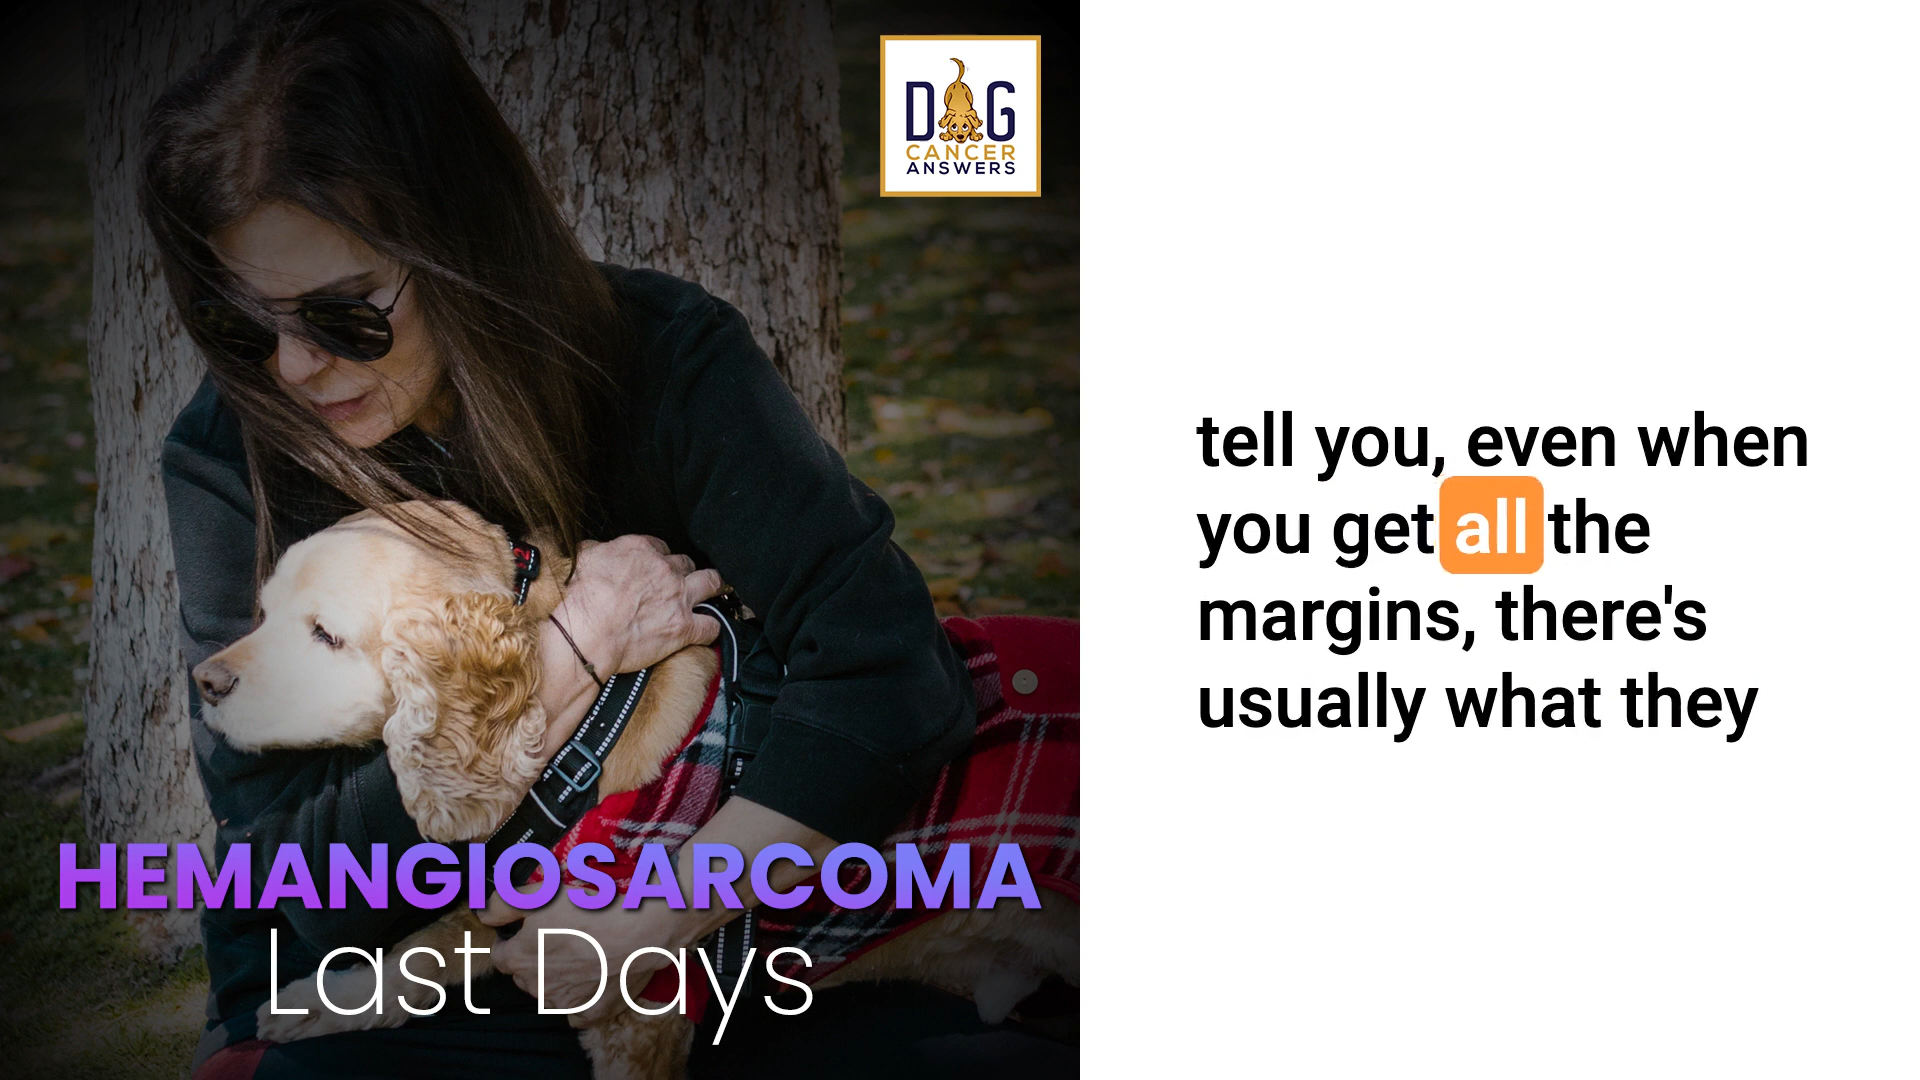 DOG
CANCER
ANSWERS
HEMANGIOSARCOMA
Last Days
tell you, even when
you get all the
margins, there's
usually what they